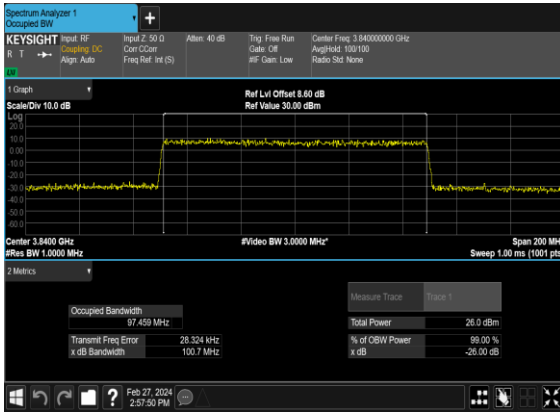 Spectrum Analyzer 1
Occupied BW
+
KEYSIGHT
R T
Input: RF
Coupling: DC
Align: Auto
Input Z: 50 Ω
Corr CCorr
Freq Ref: Int (S)
Atten: 40 dB
Trig: Free Run
Gate: Off
#IF Gain: Low
Center Freq: 3.840000000 GHz
Avg|Hold: 100/100
Radio Std: None
1 Graph
Scale/Div 10.0 dB
Ref Lvl Offset 8.60 dB
Ref Value 30.00 dBm
Log
20.0
10.0
0.00
-10.0
-20.0
-30.0
-40.0
-50.0
-60.0
Center 3.8400 GHz
#Res BW 1.0000 MHz
#Video BW 3.0000 MHz*
Span 200 MH
Sweep 1.00 ms (1001 pts
2 Metrics
Measure Trace
Trace 1
Occupied Bandwidth
97.459 MHz
Total Power
26.0 dBm
Transmit Freq Error
28.324 kHz
% of OBW Power
99.00 %
x dB Bandwidth
100.7 MHz
x dB
-26.00 dB
?
Feb 27, 2024
2:57:50 PM